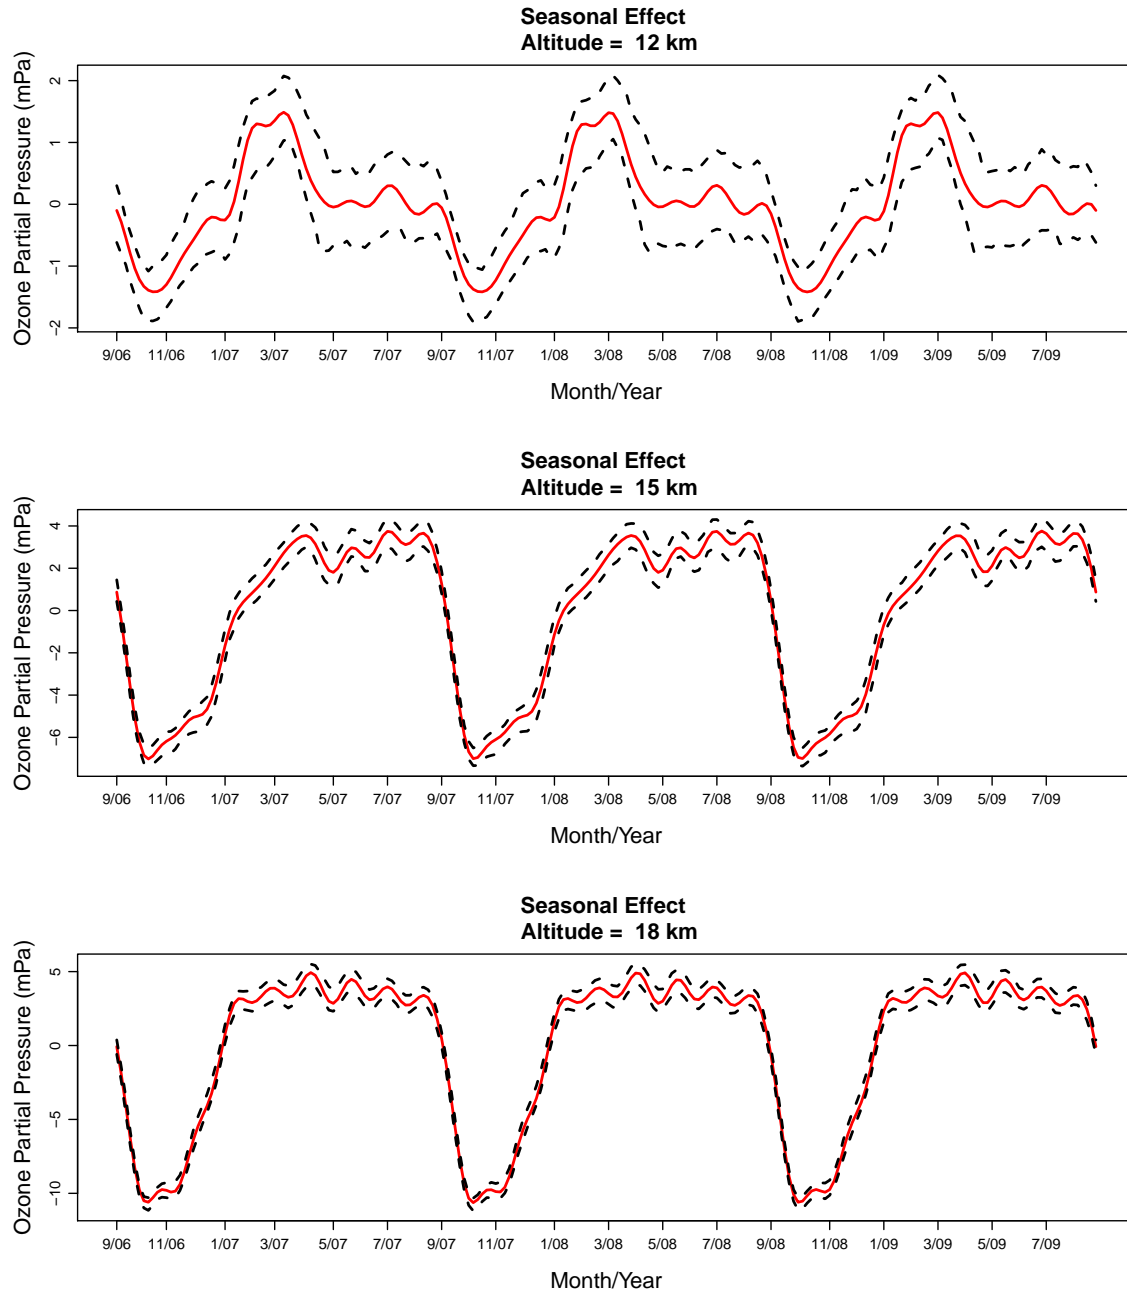 Seasonal Effect
Altitude =  12 km
Ozone Partial Pressure (mPa)
2
1
0
−1
−2
9/06 11/06 1/07 3/07 5/07 7/07 9/07 11/07 1/08 3/08 5/08 7/08 9/08 11/08 1/09 3/09 5/09 7/09
Month/Year
Seasonal Effect
Altitude =  15 km
Ozone Partial Pressure (mPa)
4
2
0
−2
−4
−6
9/06 11/06 1/07 3/07 5/07 7/07 9/07 11/07 1/08 3/08 5/08 7/08 9/08 11/08 1/09 3/09 5/09 7/09
Month/Year
Seasonal Effect
Altitude =  18 km
Ozone Partial Pressure (mPa)
5
0
−5
−10
9/06 11/06 1/07 3/07 5/07 7/07 9/07 11/07 1/08 3/08 5/08 7/08 9/08 11/08 1/09 3/09 5/09 7/09
Month/Year